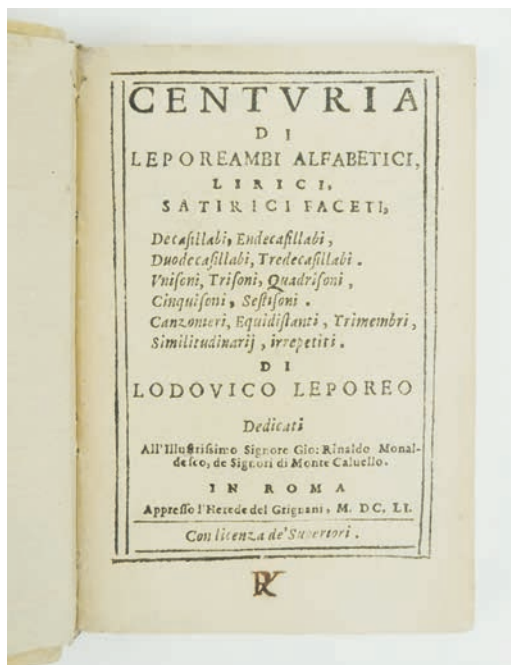 CENTVRIA
DI
LEPOREAMBI ALFABETICI,
LIRICI,
SATIRICI FACETI,
Decasillabi, Endecasillabi,
Duodecasillabi, Tredecasillabi.
Vnisoni, Trisoni, Quadrisoni,
Cinquisoni, Sestisoni.
Canzonieri, Equidistanti, Trimembri,
Similitudinarij, irrepetiti.
DI
LODOVICO LEPOREO
Dedicati
All'Illustrissimo Signore Gio: Rinaldo Monal-
desco, de Signori di Monte Caluello.
IN ROMA
Appresso l'Herede del Grignani, M. DC. LI.
Con licenza de' Superiori.